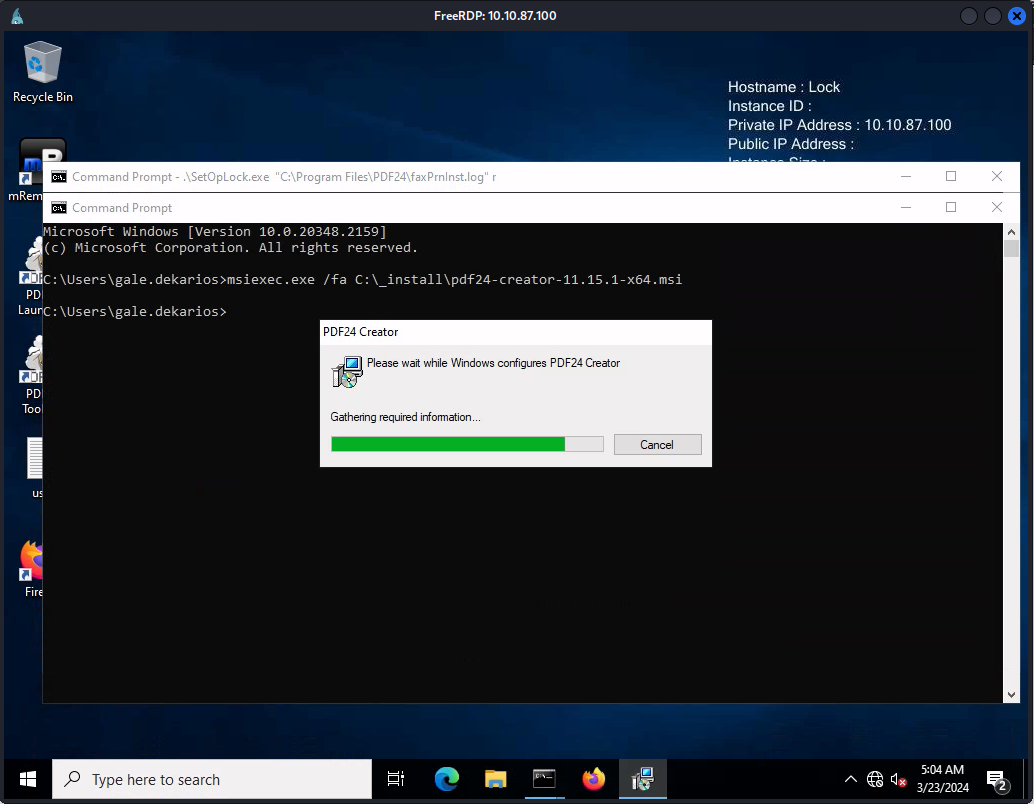 FreeRDP: 10.10.87.100
Recycle Bin
Hostname : Lock
Instance ID :
Private IP Address : 10.10.87.100
Public IP Address :
Instance Size :
mRem
Command Prompt - .\SetOpLock.exe "C:\Program Files\PDF24\faxPrnInst.log" r
Command Prompt
Microsoft Windows [Version 10.0.20348.2159]
(c) Microsoft Corporation. All rights reserved.
C:\Users\gale.dekarios>msiexec.exe /fa C:\_install\pdf24-creator-11.15.1-x64.msi
C:\Users\gale.dekarios>
PD
Laun
PD
Too
us
Fire
PDF24 Creator
Please wait while Windows configures PDF24 Creator
Gathering required information...
Cancel
Type here to search
5:04 AM
3/23/2024
2